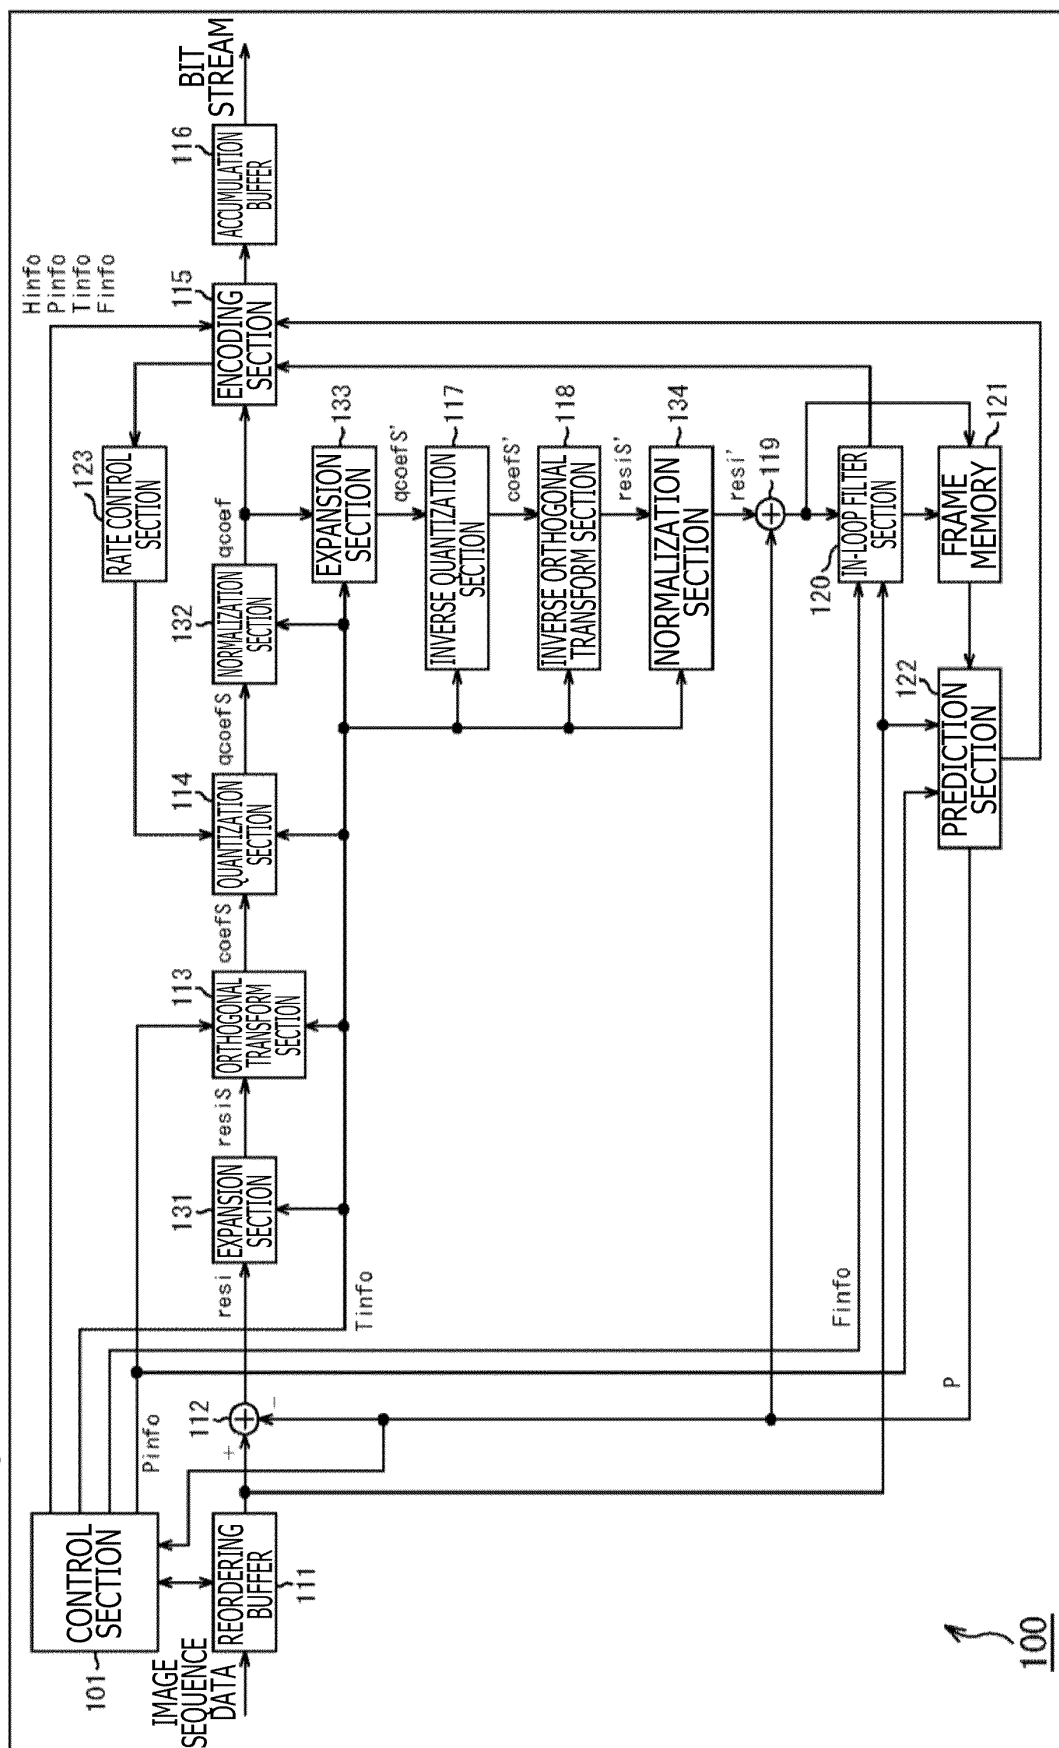 Hinfo
Pinfo
Tinfo
Finfo
123
RATE CONTROL
SECTION
101
CONTROL
SECTION
Pinfo
IMAGE
SEQUENCE
DATA
REORDERING
BUFFER
111
112
+
-
resi
131
EXPANSION
SECTION
resiS
113
ORTHOGONAL
TRANSFORM
SECTION
coefS
114
QUANTIZATION
SECTION
qcoefS
132
NORMALIZATION
SECTION
qcoef
115
ENCODING
SECTION
116
ACCUMULATION
BUFFER
BIT
STREAM
Tinfo
133
EXPANSION
SECTION
qcoefS'
117
INVERSE QUANTIZATION
SECTION
coefS'
118
INVERSE ORTHOGONAL
TRANSFORM SECTION
resiS'
134
NORMALIZATION
SECTION
resi'
119
Finfo
120
IN-LOOP FILTER
SECTION
121
FRAME
MEMORY
122
PREDICTION
SECTION
P
100